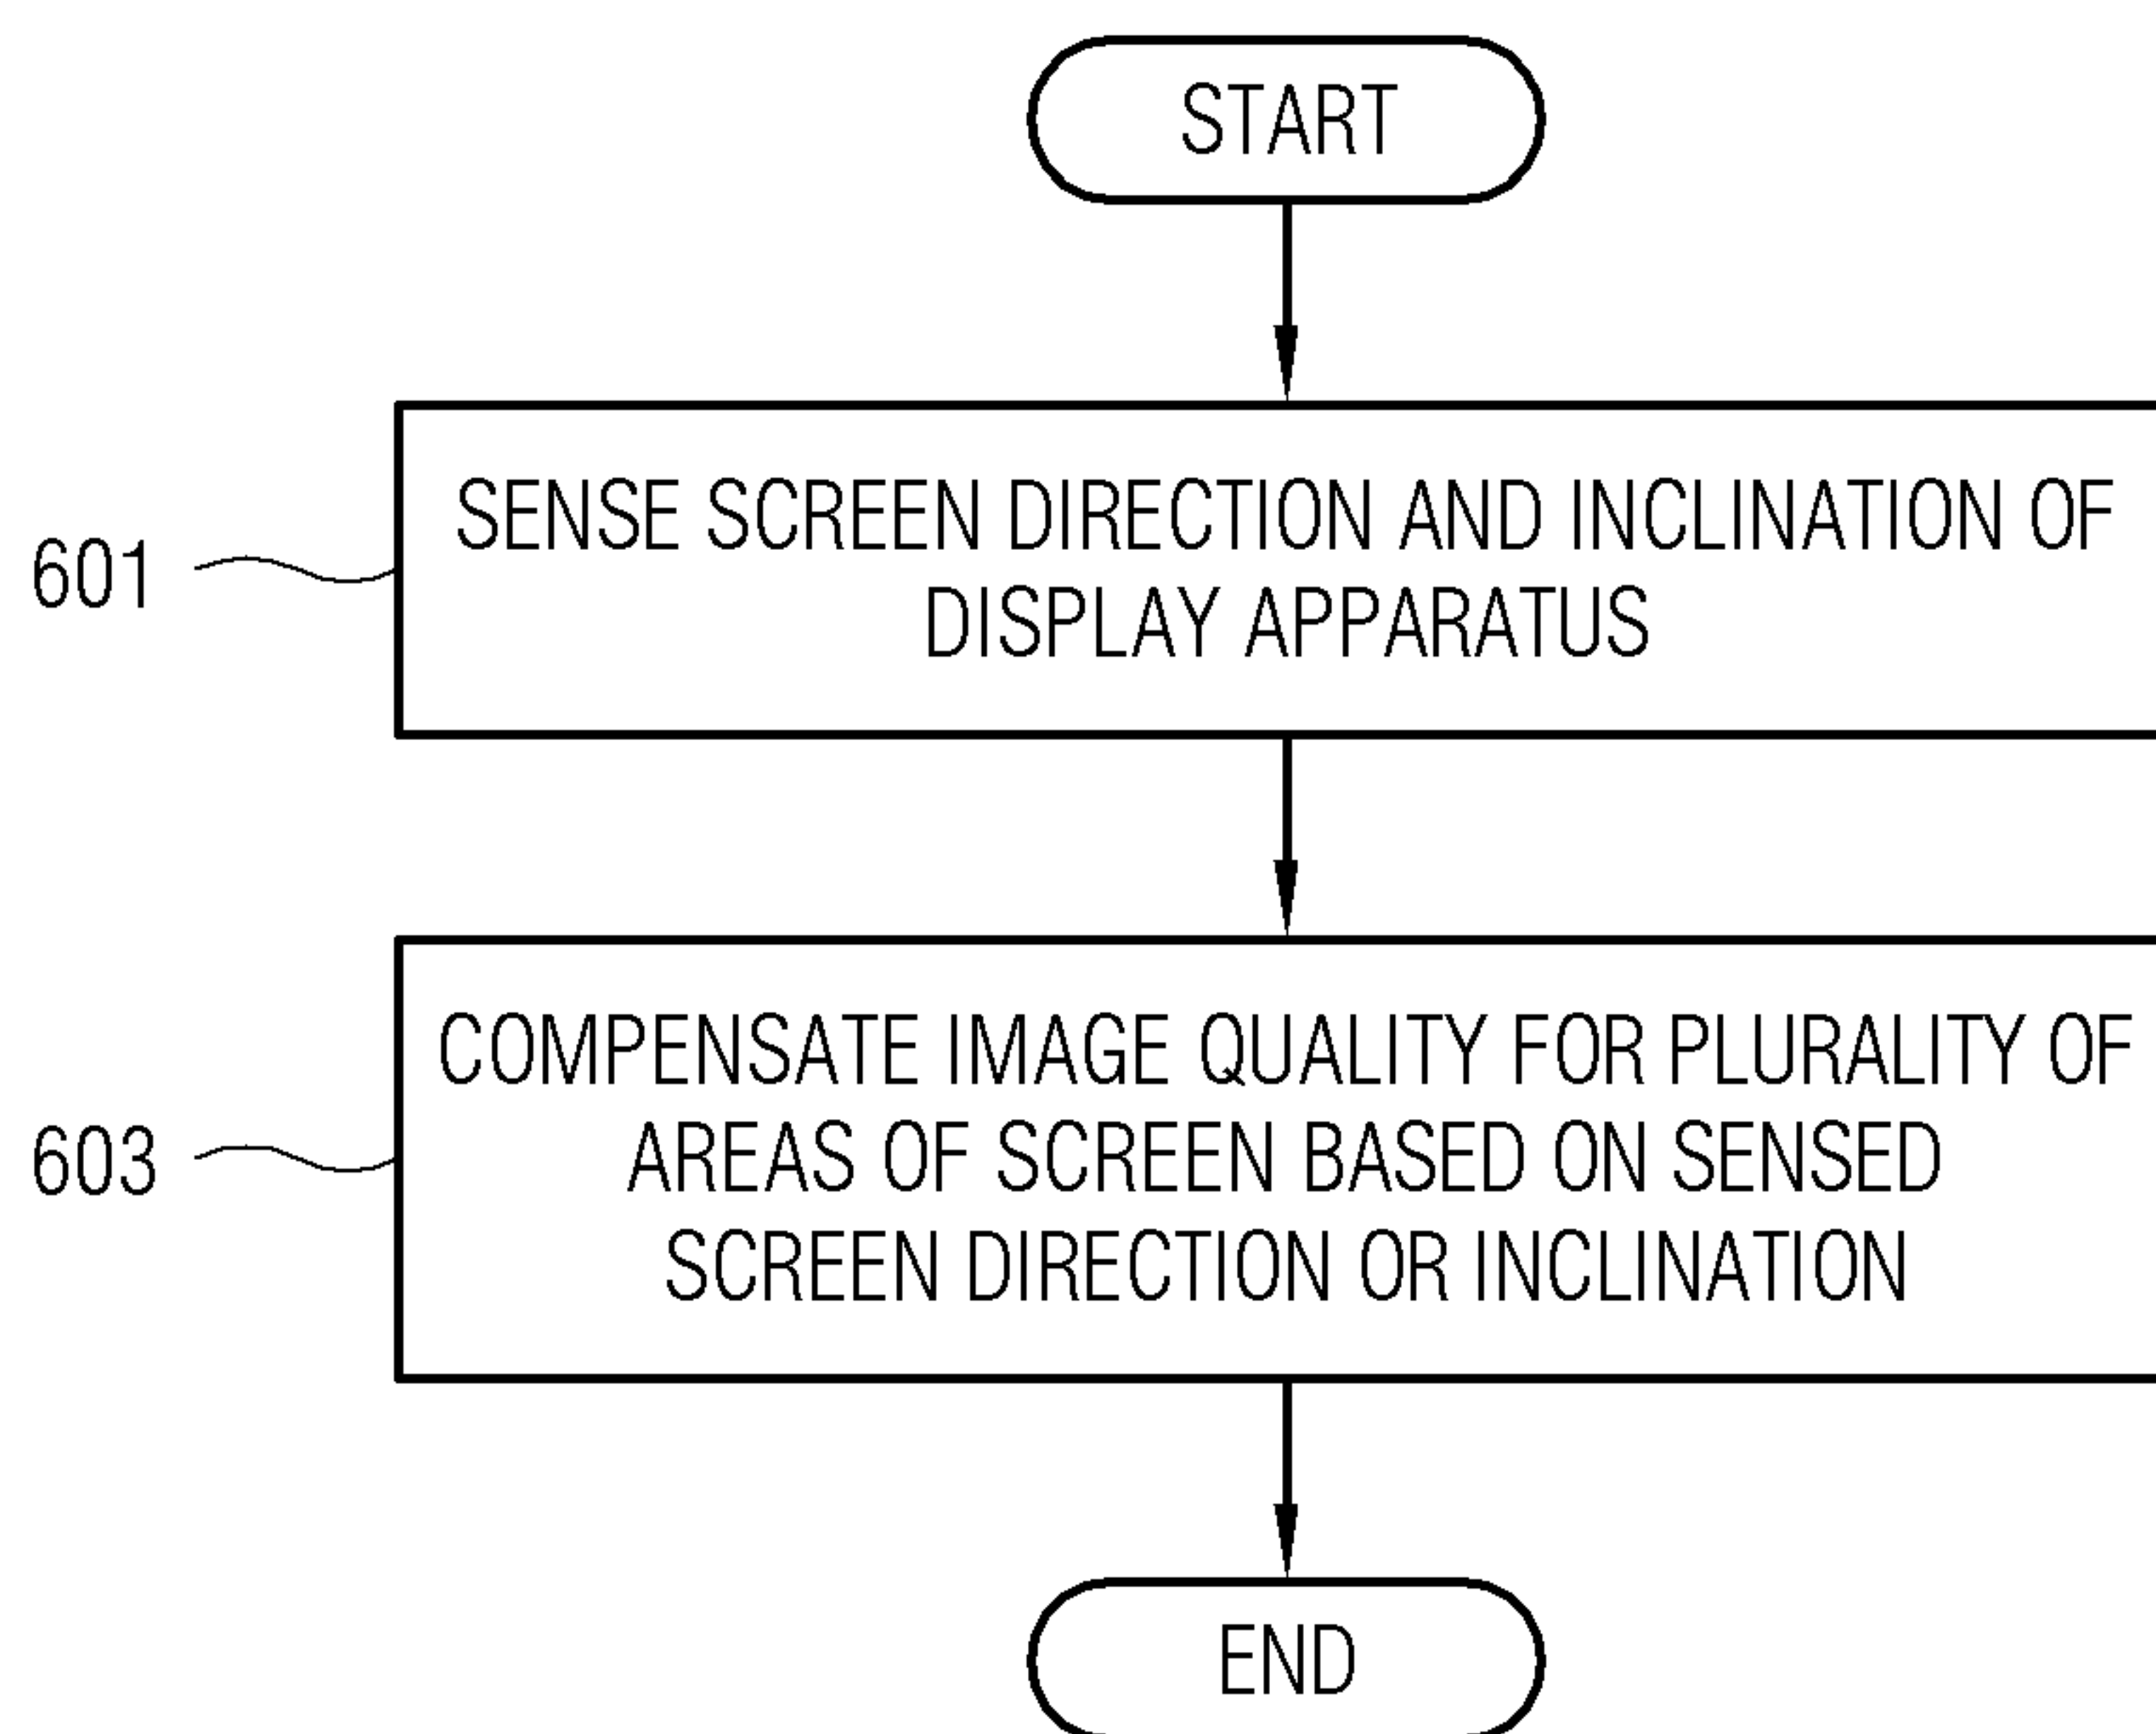 START
601
SENSE SCREEN DIRECTION AND INCLINATION OF
DISPLAY APPARATUS
603
COMPENSATE IMAGE QUALITY FOR PLURALITY OF
AREAS OF SCREEN BASED ON SENSED
SCREEN DIRECTION OR INCLINATION
END